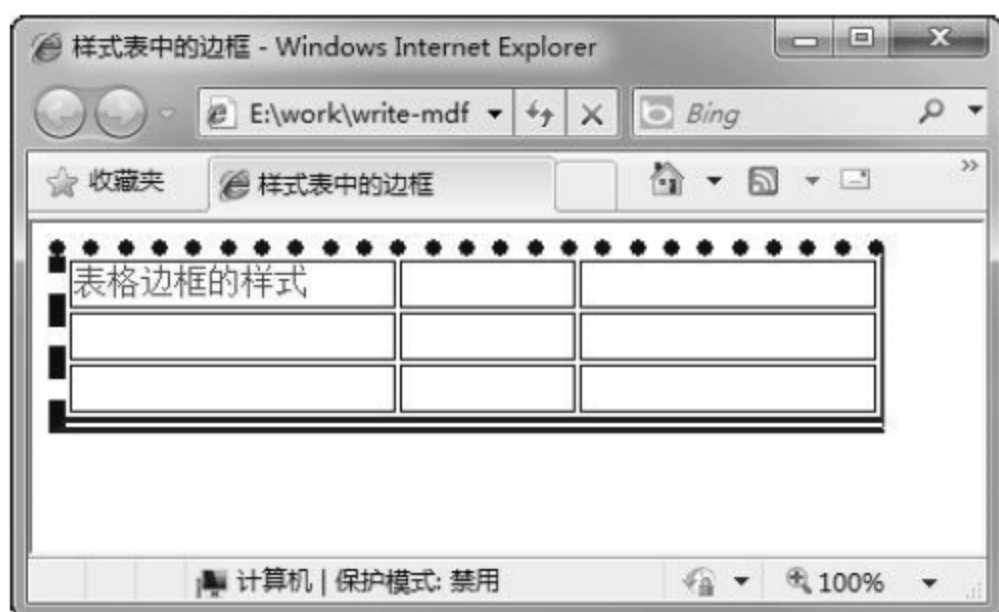 样式表中的边框 - Windows Internet Explorer
E:\work\write-mdf Bing
收藏夹 样式表中的边框
表格边框的样式
计算机 | 保护模式: 禁用 100%